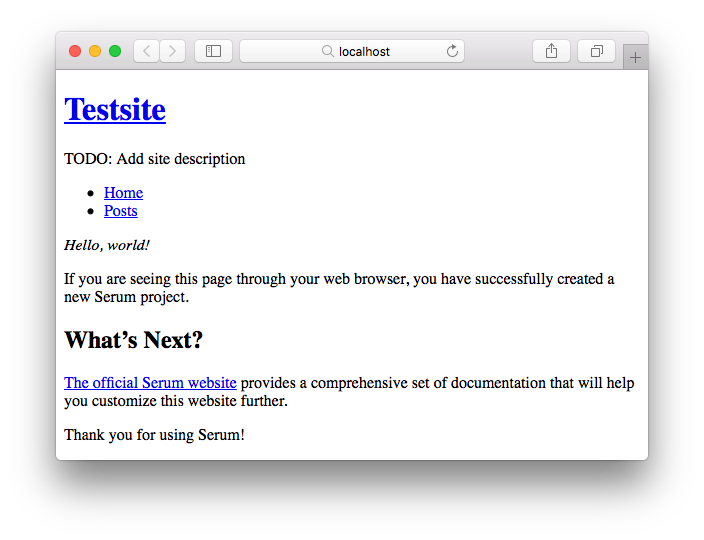 localhost
Testsite
TODO: Add site description
Home
Posts
Hello, world!
If you are seeing this page through your web browser, you have successfully created a
new Serum project.
What’s Next?
The official Serum website provides a comprehensive set of documentation that will help
you customize this website further.
Thank you for using Serum!